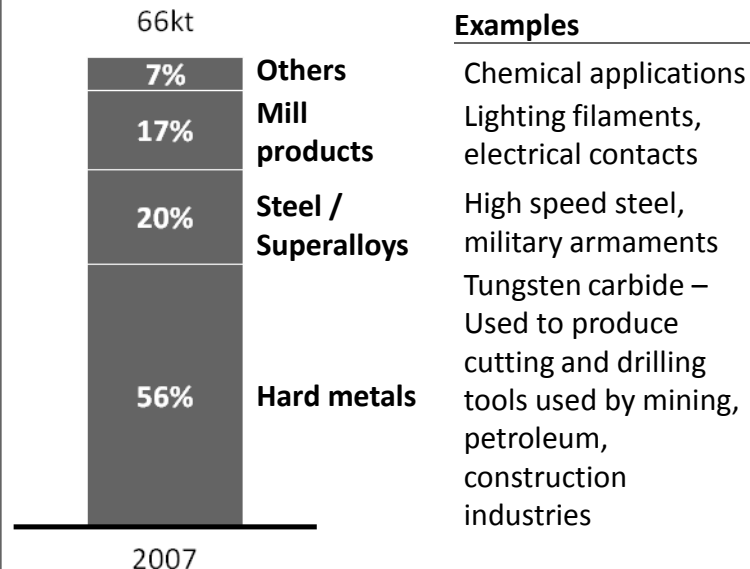 66kt
Examples
7%
Others
Chemical applications
17%
Mill
products
Lighting filaments,
electrical contacts
20%
Steel /
Superalloys
High speed steel,
military armaments
56%
Hard metals
Tungsten carbide –
Used to produce
cutting and drilling
tools used by mining,
petroleum,
construction
industries
2007